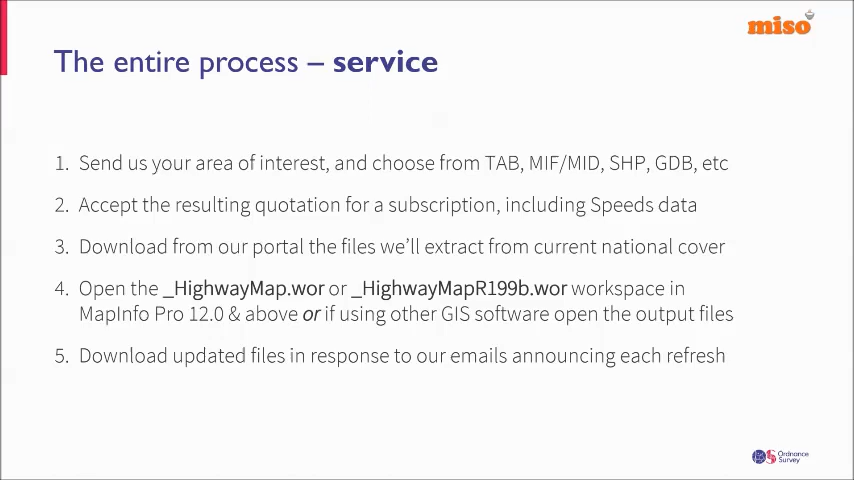 miso
The entire process – service
1. Send us your area of interest, and choose from TAB, MIF/MID, SHP, GDB, etc
2. Accept the resulting quotation for a subscription, including Speeds data
3. Download from our portal the files we’ll extract from current national cover
4. Open the _HighwayMap.wor or _HighwayMapR199b.wor workspace in
MapInfo Pro 12.0 & above or if using other GIS software open the output files
5. Download updated files in response to our emails announcing each refresh
OS
Ordnance
Survey